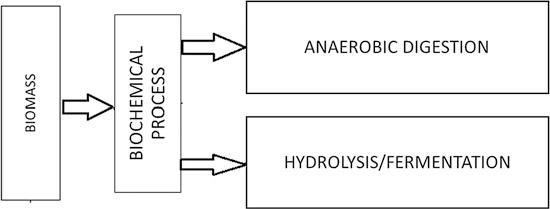 BIOMASS
BIOCHEMICAL
PROCESS
ANAEROBIC DIGESTION
HYDROLYSIS/FERMENTATION